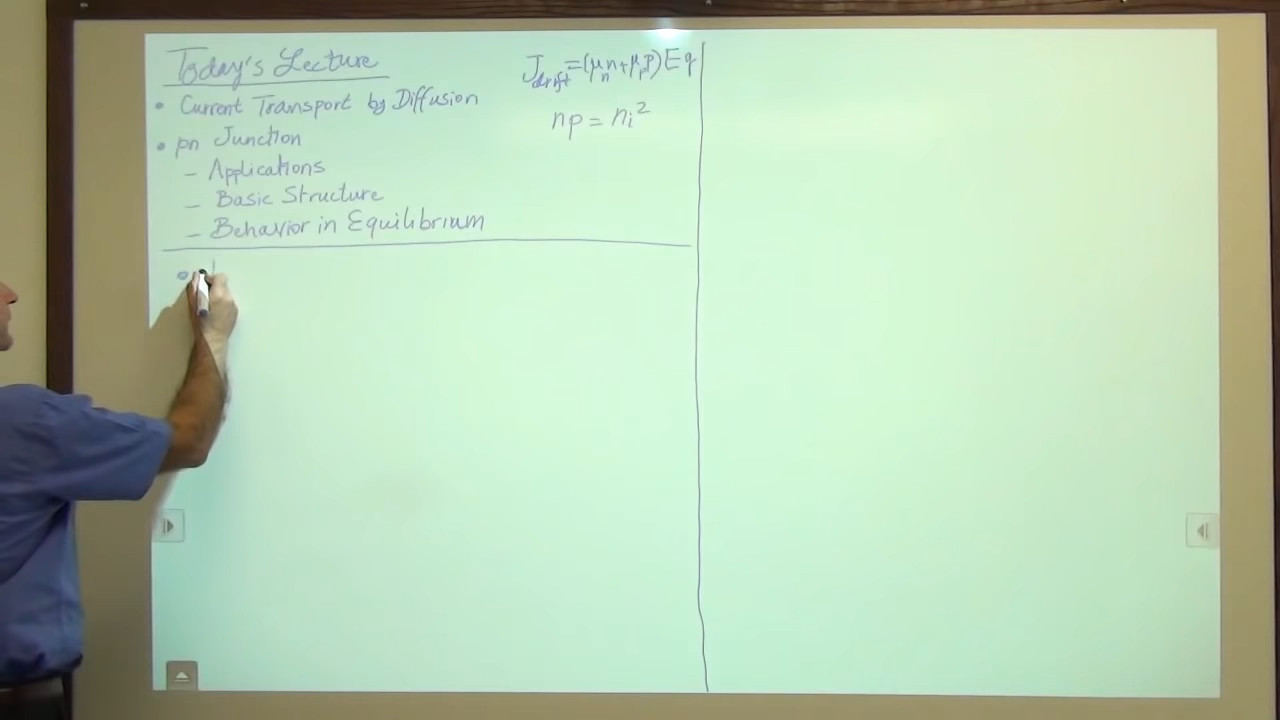 Today's Lecture
• Current Transport by Diffusion
• pn Junction
– Applications
– Basic Structure
– Behavior in Equilibrium
J_drift = (μ_n n + μ_p p) E q
np = n_i²